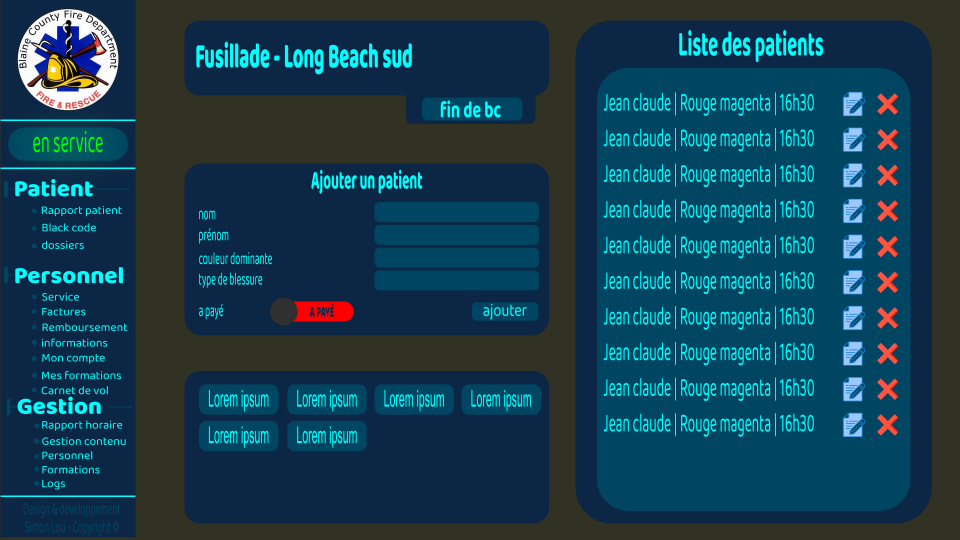 Blaine County Fire Department
FIRE & RESCUE
en service
Patient
Rapport patient
Black code
dossiers
Personnel
Service
Factures
Remboursement
informations
Mon compte
Mes formations
Carnet de vol
Gestion
Rapport horaire
Gestion contenu
Personnel
Formations
Logs
Design & développement
Simon Lou - Copyright ©
Fusillade - Long Beach sud
fin de bc
Ajouter un patient
nom
prénom
couleur dominante
type de blessure
a payé
A PAYÉ
ajouter
Lorem ipsum Lorem ipsum Lorem ipsum Lorem ipsum
Lorem ipsum Lorem ipsum
Liste des patients
Jean claude | Rouge magenta | 16h30
Jean claude | Rouge magenta | 16h30
Jean claude | Rouge magenta | 16h30
Jean claude | Rouge magenta | 16h30
Jean claude | Rouge magenta | 16h30
Jean claude | Rouge magenta | 16h30
Jean claude | Rouge magenta | 16h30
Jean claude | Rouge magenta | 16h30
Jean claude | Rouge magenta | 16h30
Jean claude | Rouge magenta | 16h30